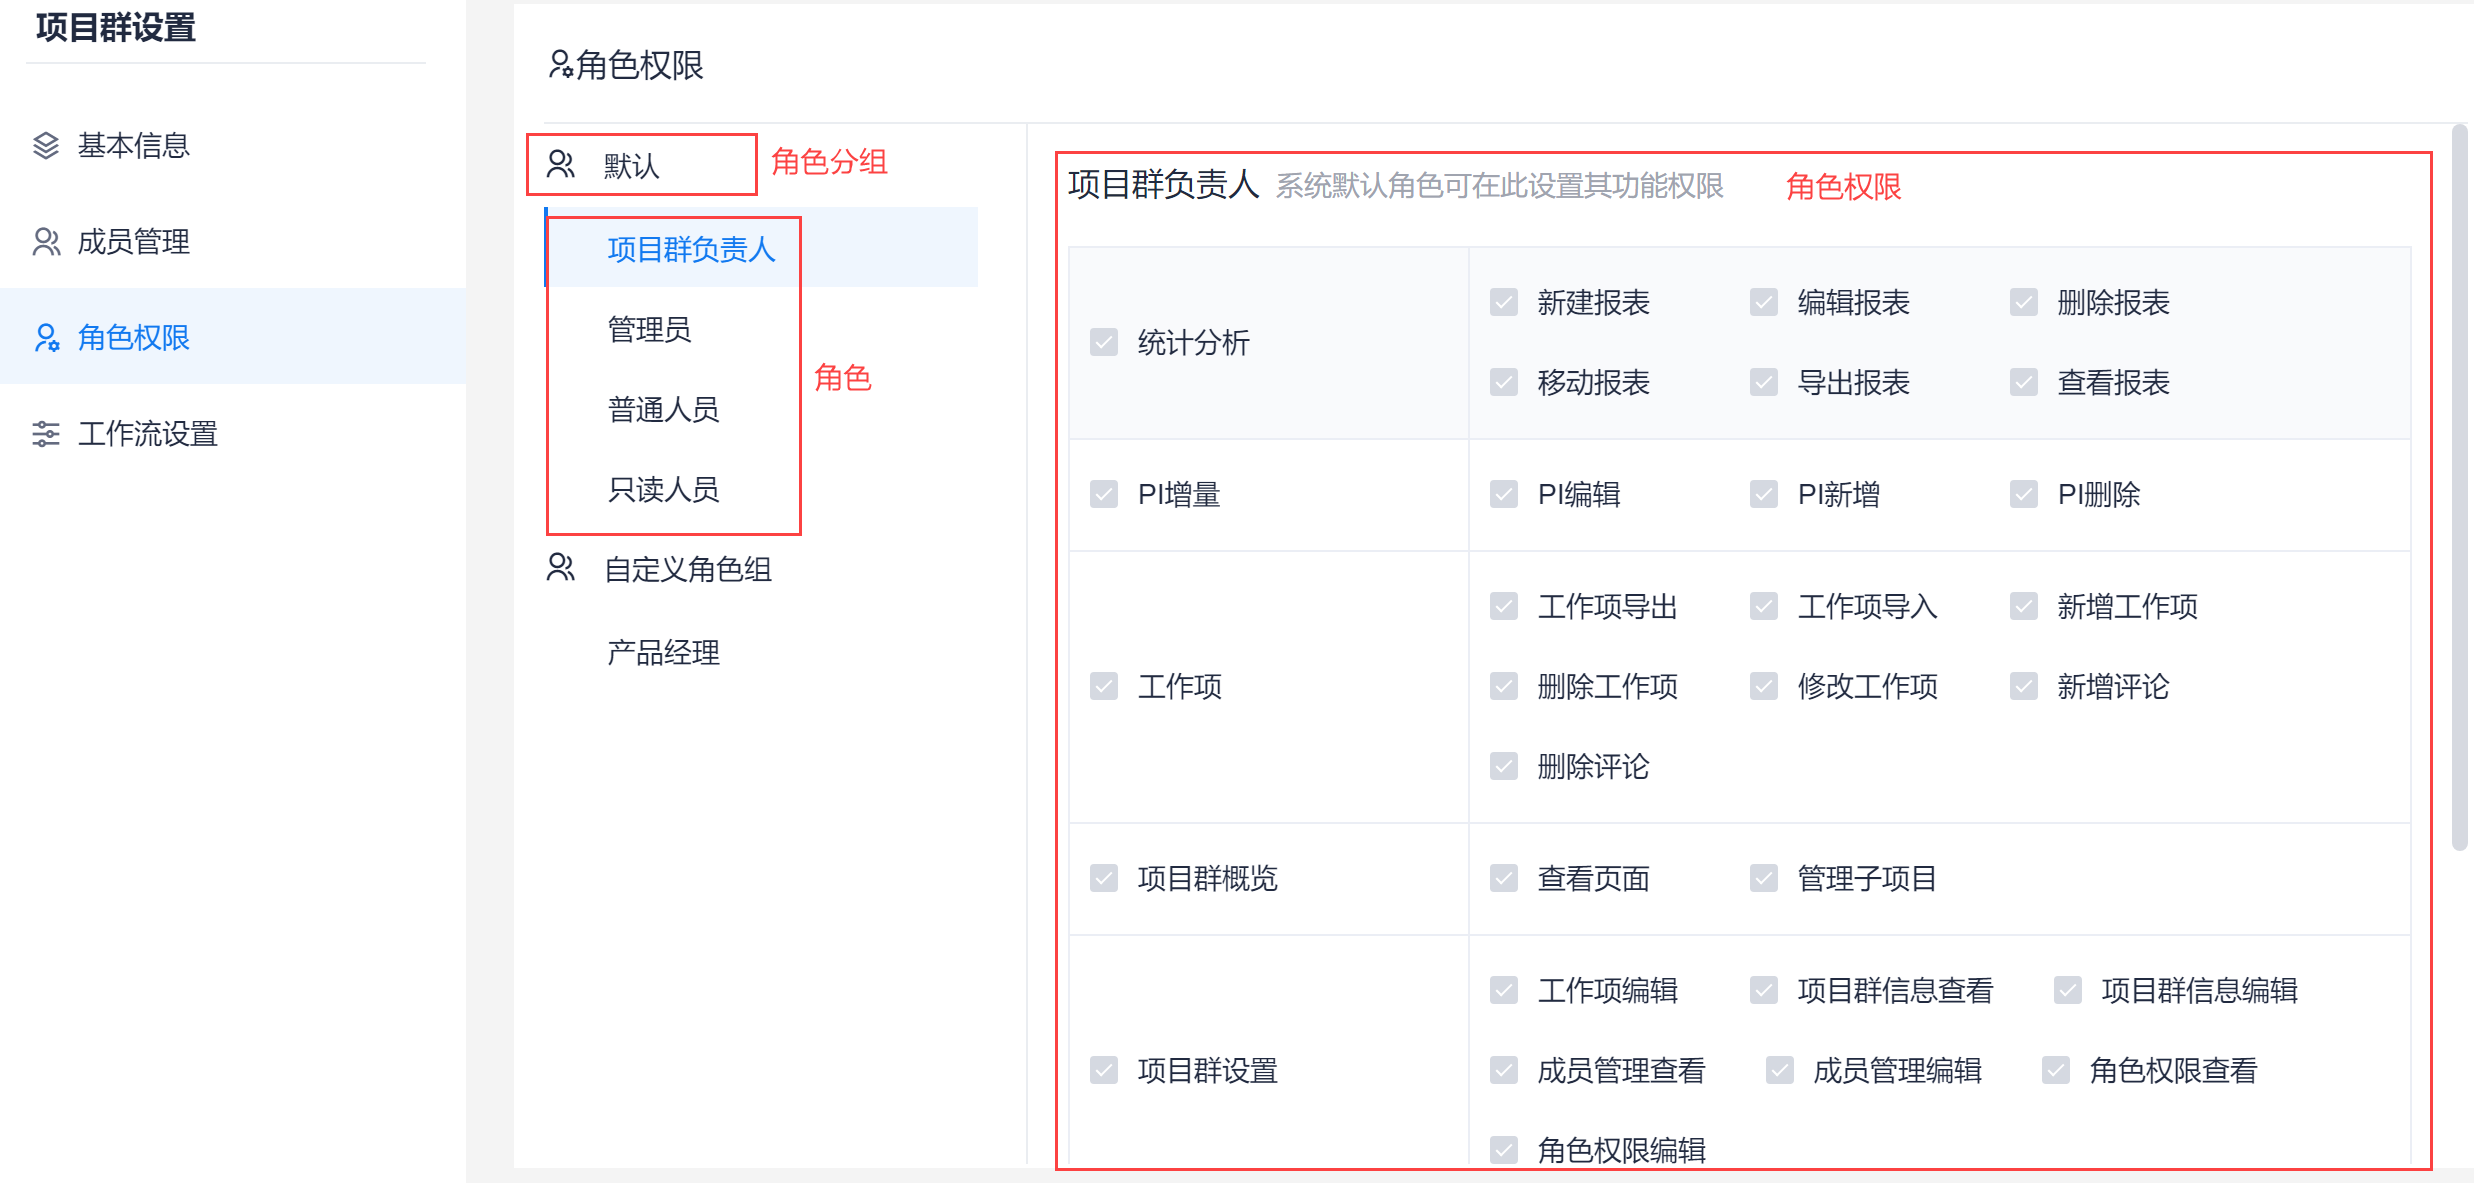 项目群设置
基本信息
成员管理
角色权限
工作流设置
角色权限
默认
角色分组
项目群负责人
管理员
普通人员
只读人员
角色
自定义角色组
产品经理
项目群负责人 系统默认角色可在此设置其功能权限 角色权限
统计分析
新建报表 编辑报表 删除报表
移动报表 导出报表 查看报表
PI增量
PI编辑 PI新增 PI删除
工作项
工作项导出 工作项导入 新增工作项
删除工作项 修改工作项 新增评论
删除评论
项目群概览
查看页面 管理子项目
项目群设置
工作项编辑 项目群信息查看 项目群信息编辑
成员管理查看 成员管理编辑 角色权限查看
角色权限编辑